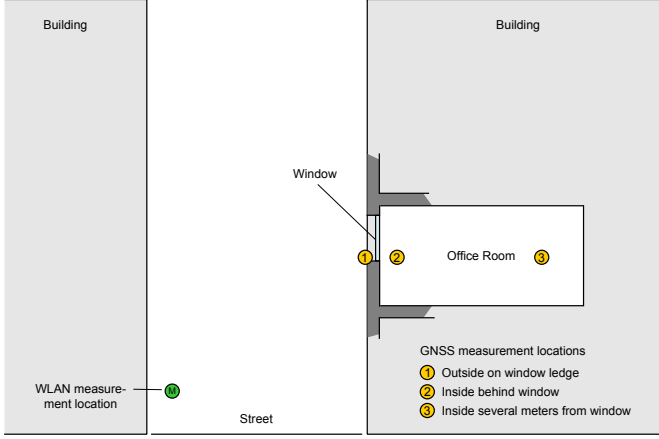 Building
Building
Window
1
2
Office Room
3
GNSS measurement locations
1 Outside on window ledge
2 Inside behind window
3 Inside several meters from window
WLAN measure-
ment location
M
Street